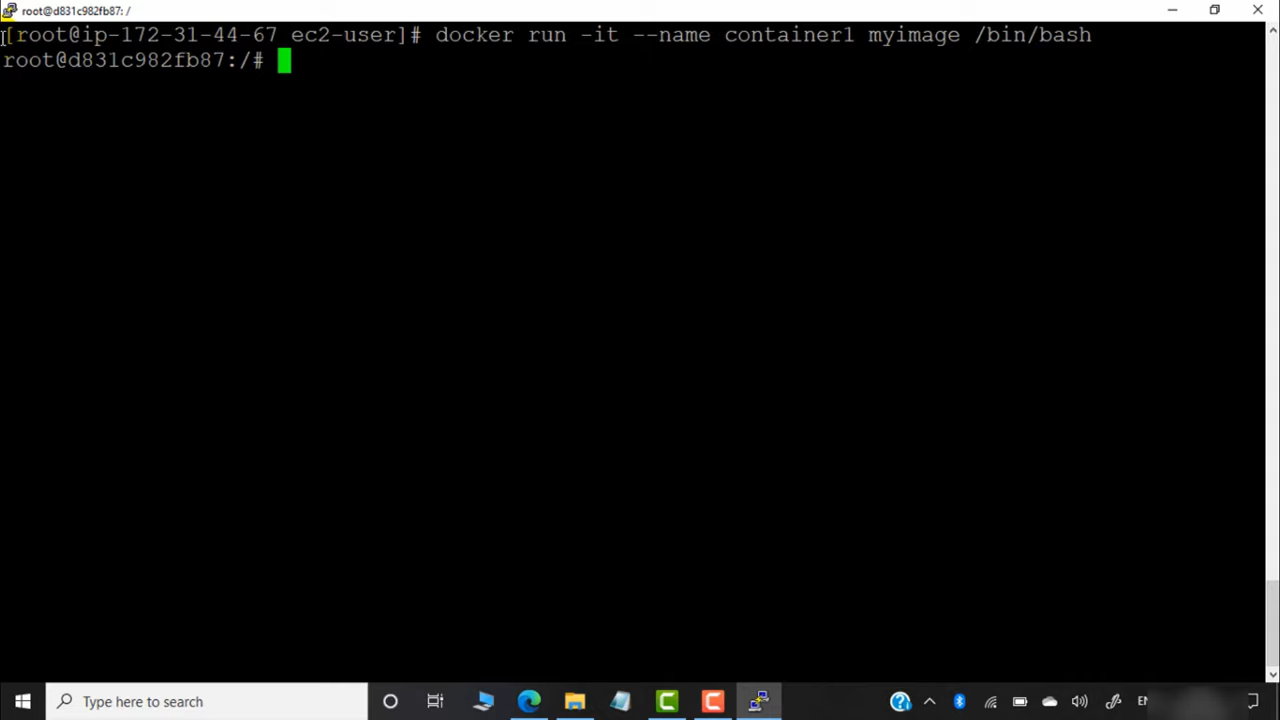 root@d831c982fb87: /
[root@ip-172-31-44-67 ec2-user]# docker run -it --name container1 myimage /bin/bash
root@d831c982fb87:/#
Type here to search